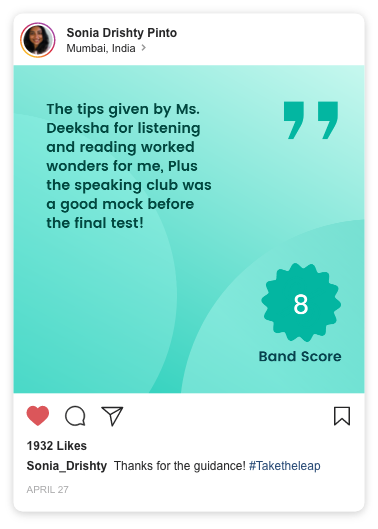 Sonia Drishty Pinto
Mumbai, India
The tips given by Ms.
Deeksha for listening
and reading worked
wonders for me, Plus
the speaking club was
a good mock before
the final test!
8
Band Score
1932 Likes
Sonia_Drishty Thanks for the guidance! #Taketheleap
APRIL 27